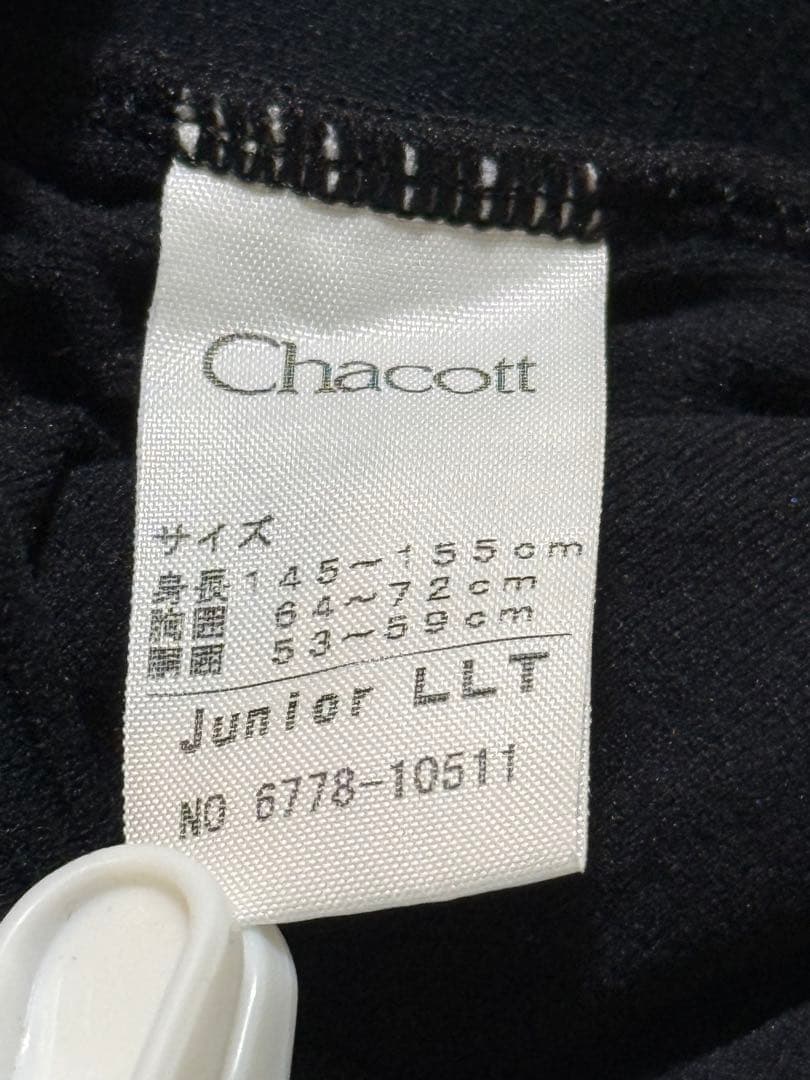 Chacott
サイズ
身長145~155cm
胸囲 64~72cm
胴囲 53~59cm
Junior LLT
NO 6778-10511